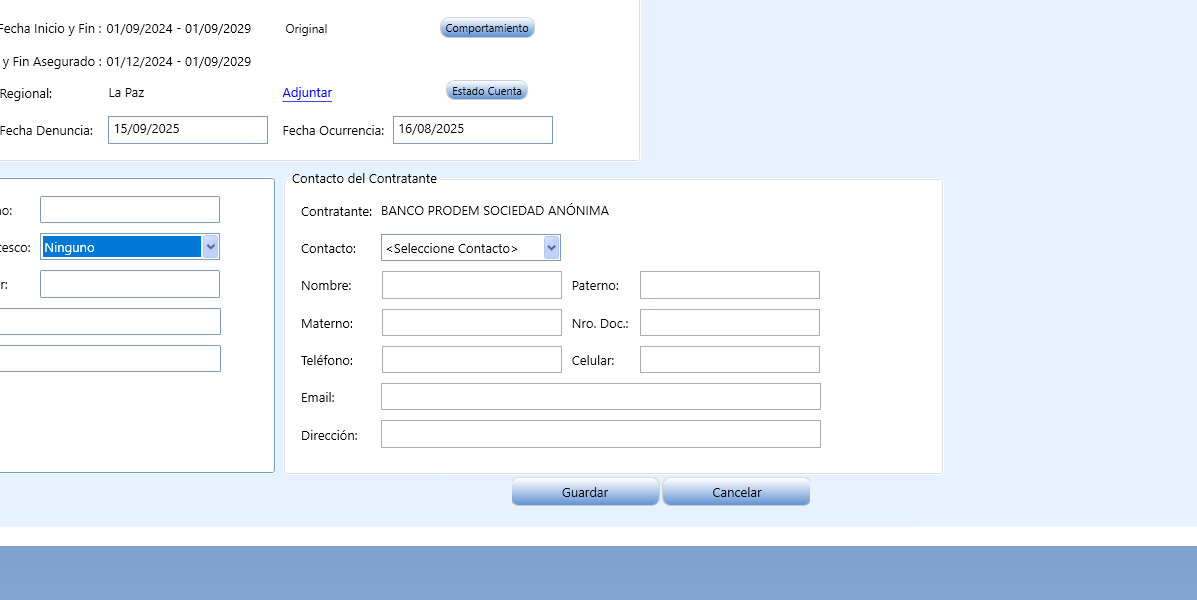 Fecha Inicio y Fin : 01/09/2024 - 01/09/2029 Original Comportamiento
y Fin Asegurado : 01/12/2024 - 01/09/2029
Regional: La Paz Adjuntar Estado Cuenta
Fecha Denuncia: 15/09/2025 Fecha Ocurrencia: 16/08/2025
Contacto del Contratante
no: Contratante: BANCO PRODEM SOCIEDAD ANÓNIMA
tesco: Ninguno Contacto: <Seleccione Contacto>
r: Nombre: Paterno:
Materno: Nro. Doc.:
Teléfono: Celular:
Email:
Dirección:
Guardar Cancelar